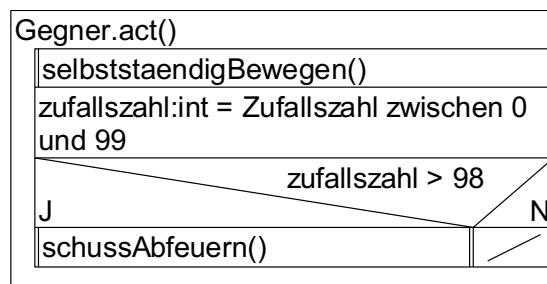 Gegner.act()
selbststaendigBewegen()
zufallszahl:int = Zufallszahl zwischen 0
und 99
zufallszahl > 98
J N
schussAbfeuern()